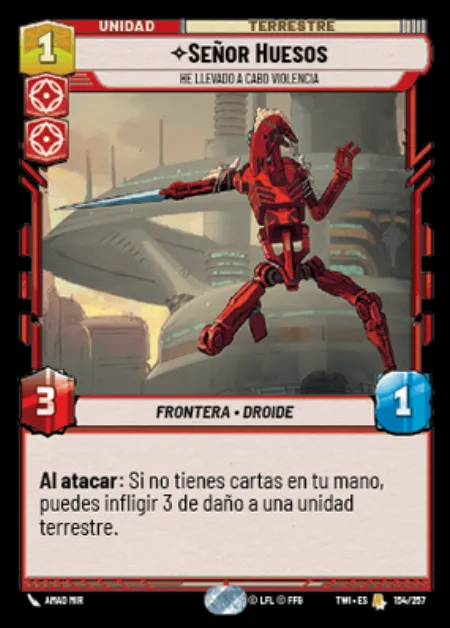 UNIDAD
TERRESTRE
1
✧SEÑOR HUESOS
HE LLEVADO A CABO VIOLENCIA
3
FRONTERA • DROIDE
1
Al atacar: Si no tienes cartas en tu mano,
puedes infligir 3 de daño a una unidad
terrestre.
AMAD MIR
© LFL © FFG
TWI • ES
154/257